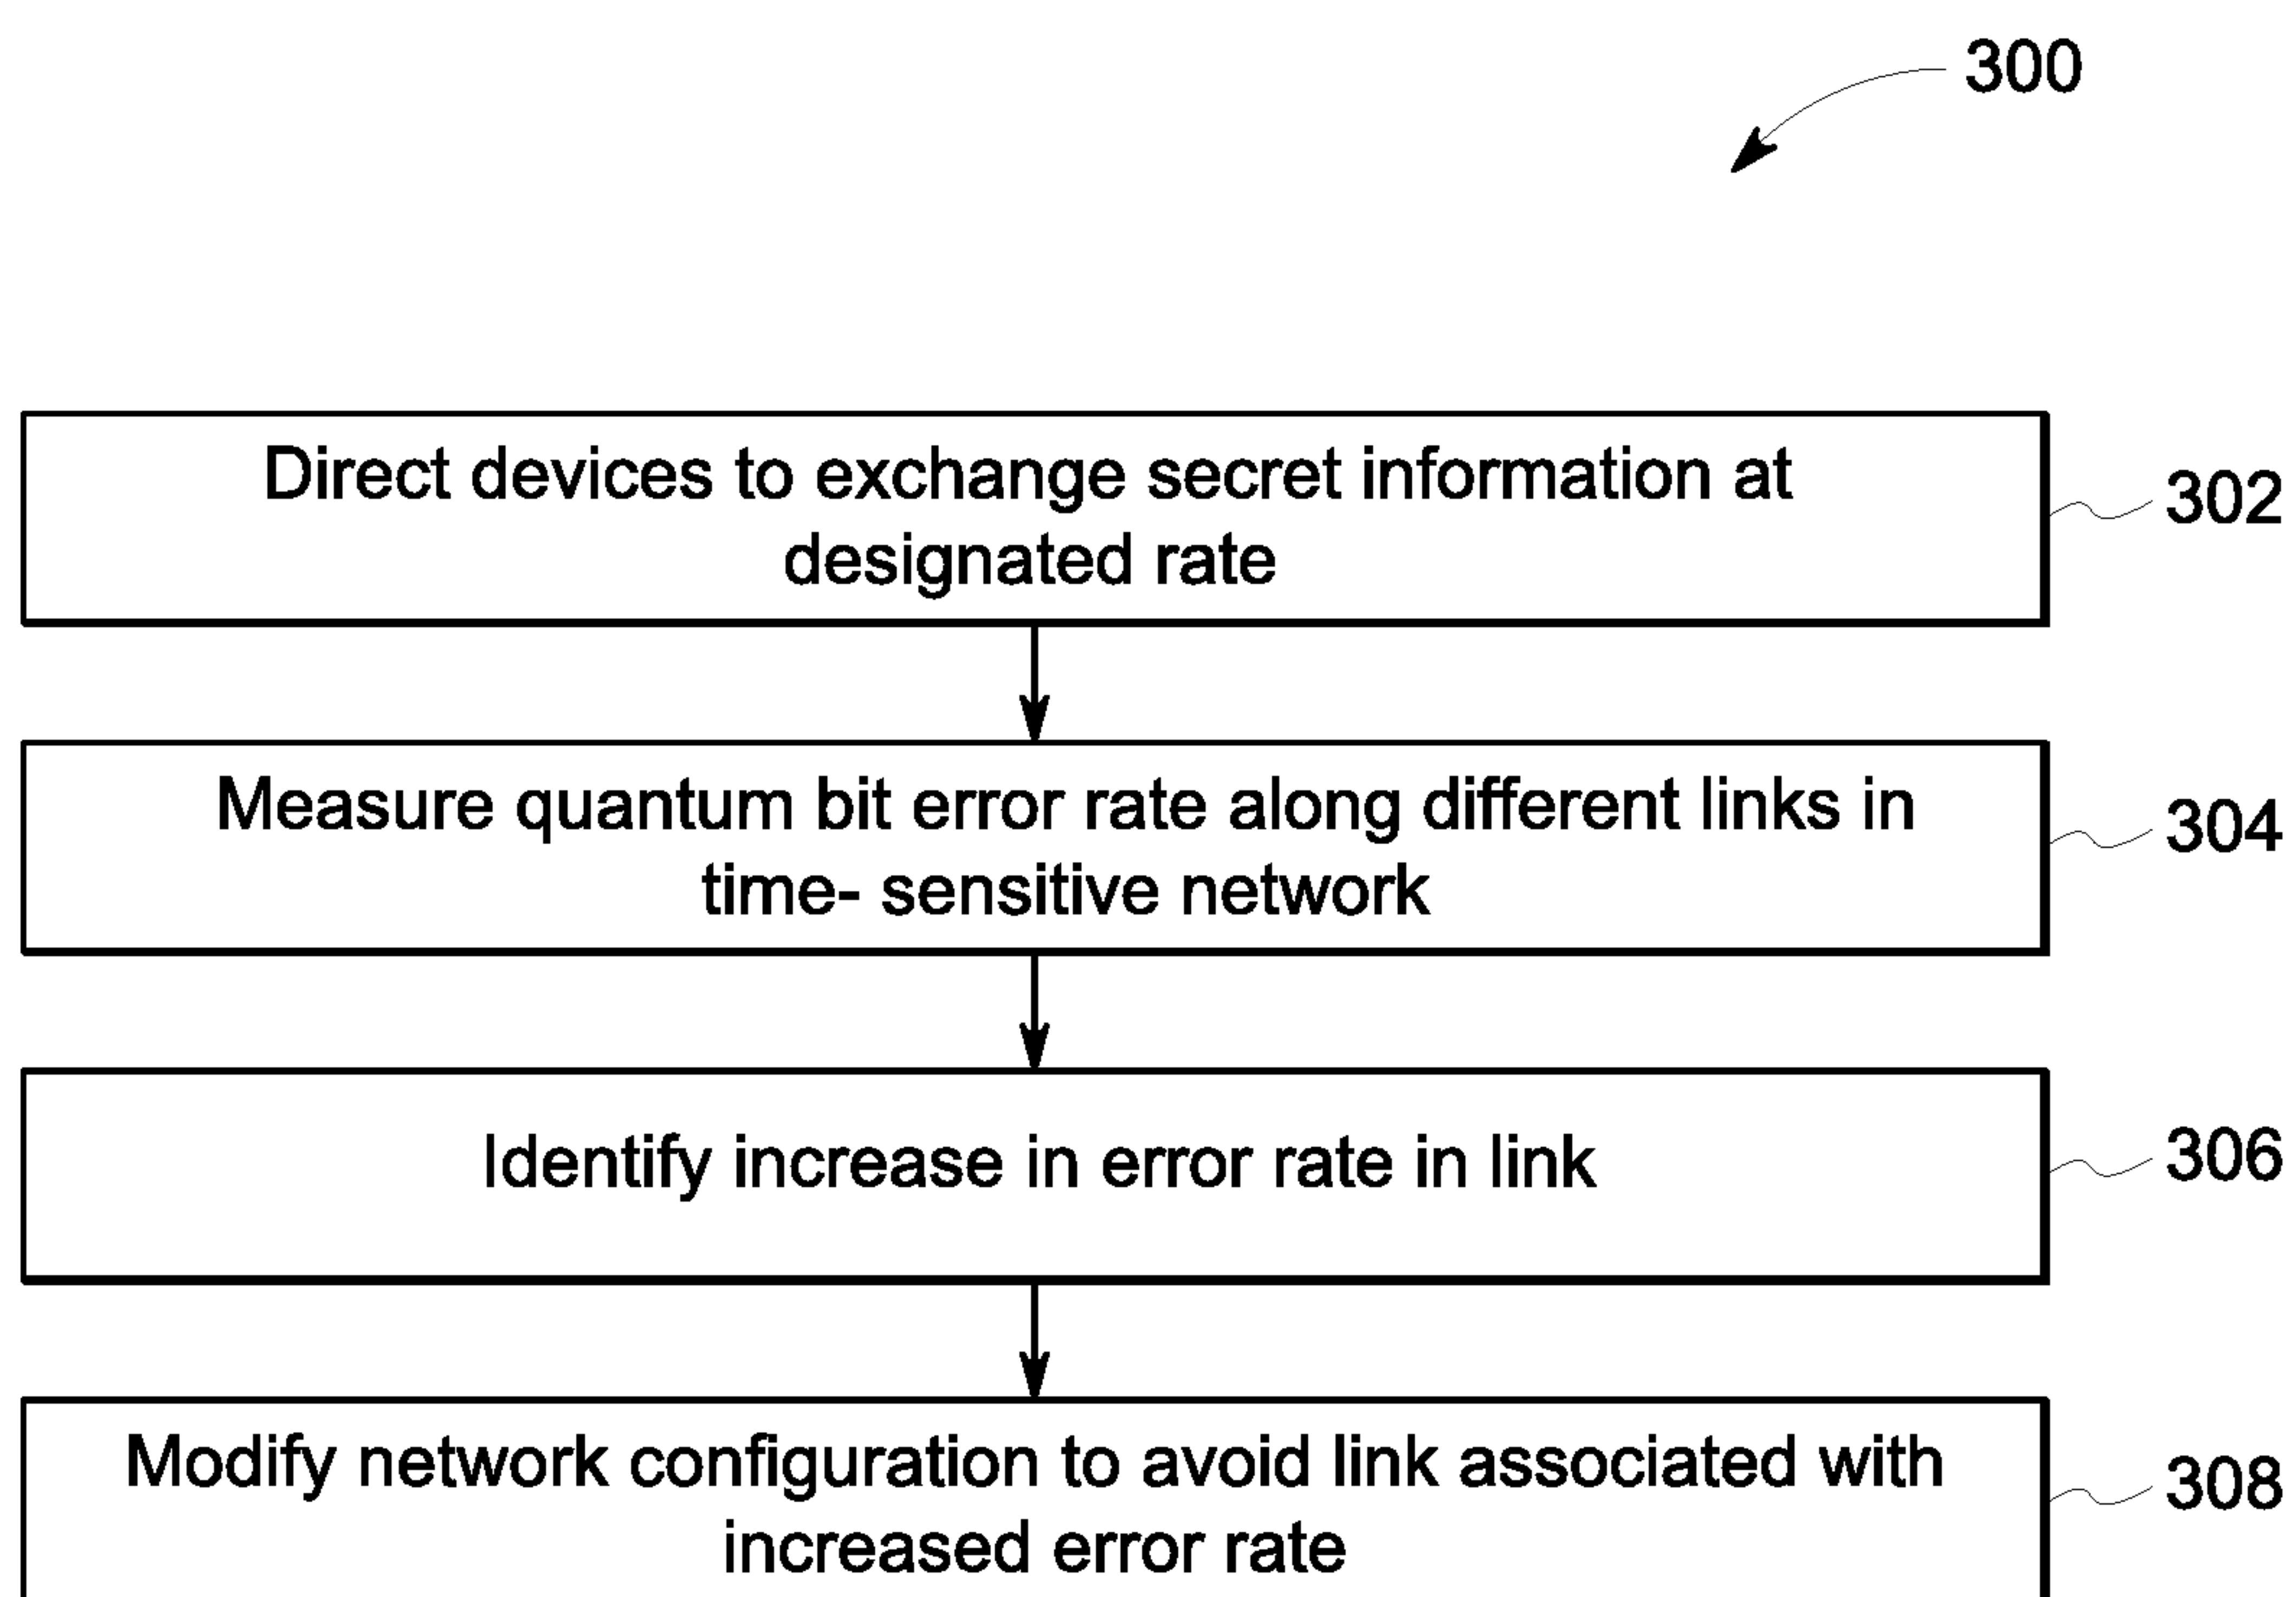 300
Direct devices to exchange secret information at
designated rate
302
Measure quantum bit error rate along different links in
time- sensitive network
304
Identify increase in error rate in link
306
Modify network configuration to avoid link associated with
increased error rate
308